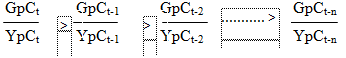 GpCt > GpCt-1 > GpCt-2 ............ > GpCt-n
YpCt YpCt-1 YpCt-2 YpCt-n